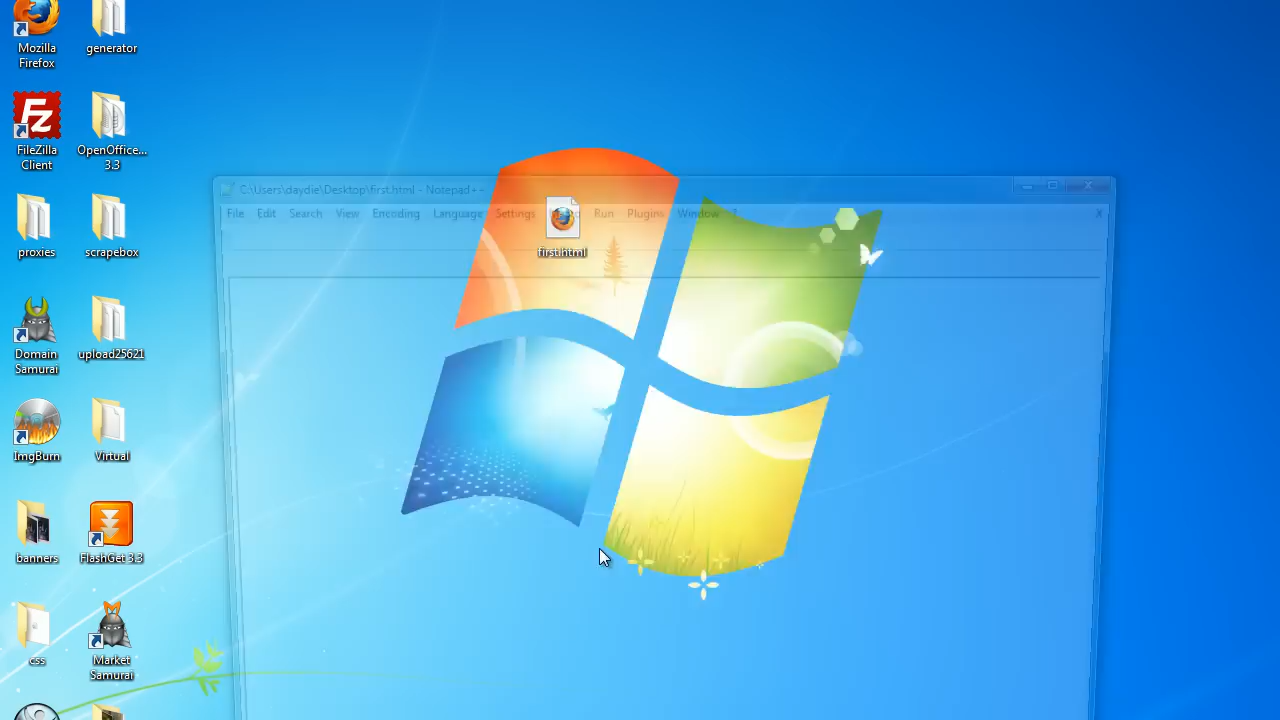 Mozilla
Firefox
generator
FileZilla
Client
OpenOffice...
3.3
proxies
scrapebox
Domain
Samurai
upload25621
ImgBurn
Virtual
banners
FlashGet 3.3
css
Market
Samurai
C:\Users\daydie\Desktop\first.html - Notepad++
File Edit Search View Encoding Language Settings Run Plugins Window ? X
first.html